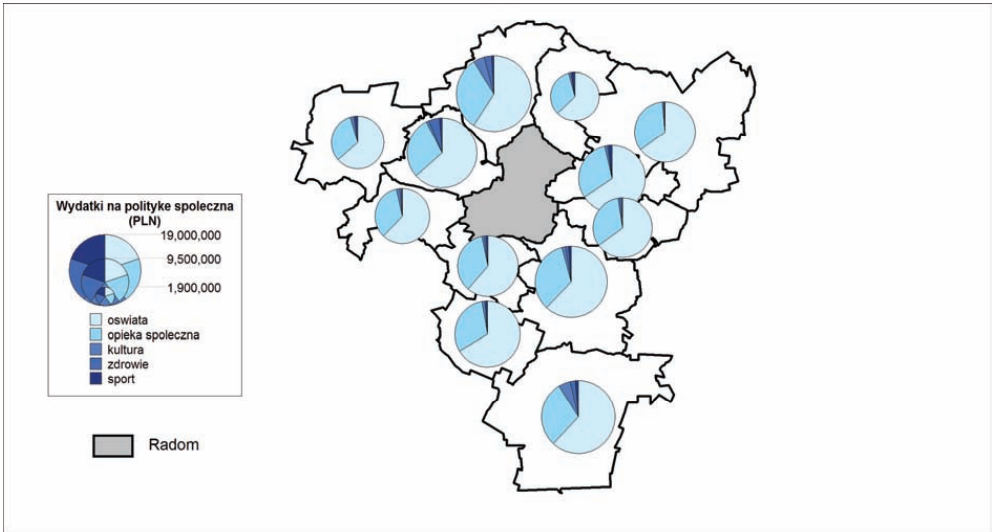 Wydatki na polityke spoleczna
(PLN)
19,000,000
9,500,000
1,900,000
oswiata
opieka spoleczna
kultura
zdrowie
sport
Radom